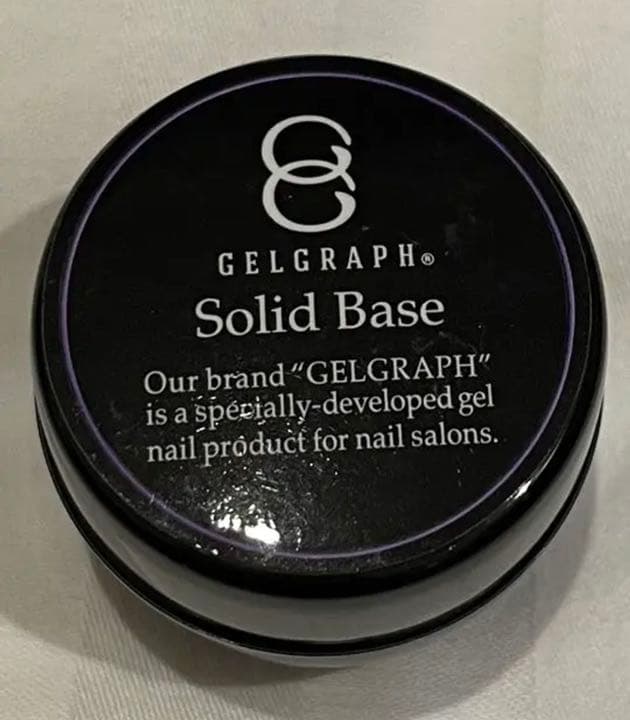 GELGRAPH®
Solid Base
Our brand “GELGRAPH”
is a specially-developed gel
nail product for nail salons.